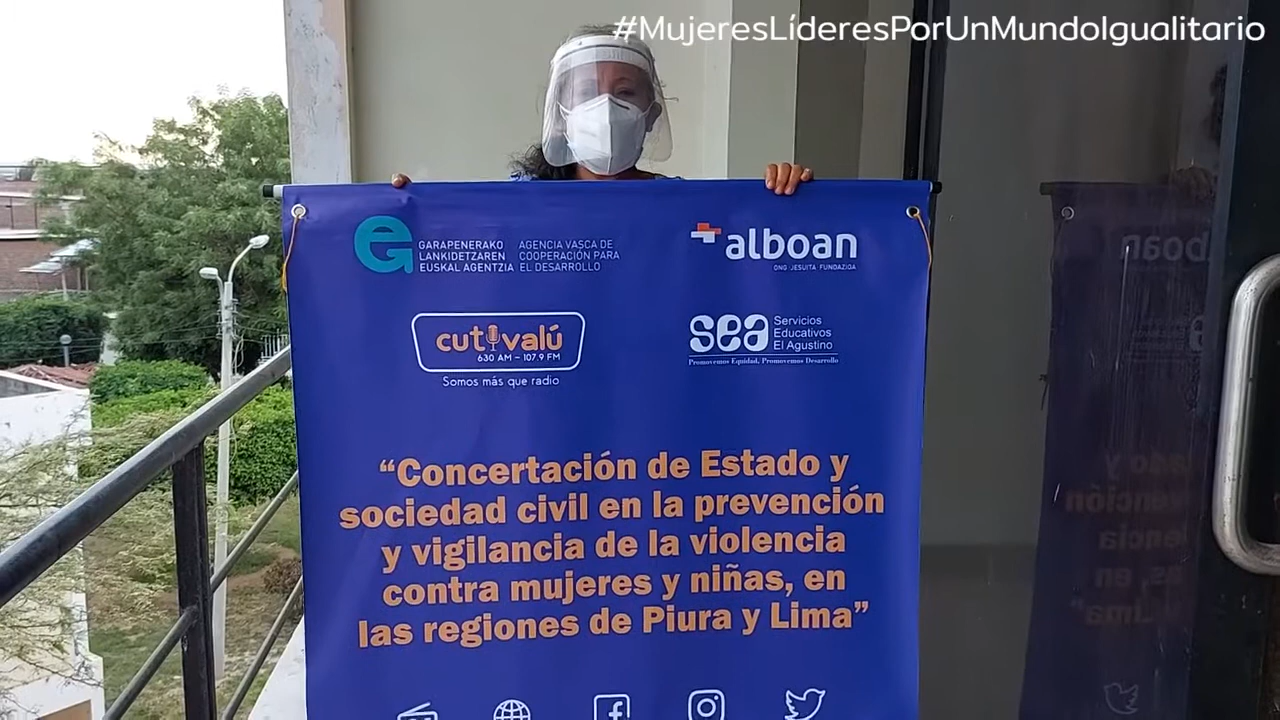 #MujeresLíderesPorUnMundoIgualitario
GARAPENERAKO
LANKIDETZAREN
EUSKAL AGENTZIA
AGENCIA VASCA DE
COOPERACIÓN PARA
EL DESARROLLO
alboan
ONG JESUITA FUNDAZIOA
cutivalú
630 AM – 107.9 FM
Somos más que radio
sea
Servicios
Educativos
El Agustino
Promovemos Equidad, Promovemos Desarrollo
“Concertación de Estado y
sociedad civil en la prevención
y vigilancia de la violencia
contra mujeres y niñas, en
las regiones de Piura y Lima”